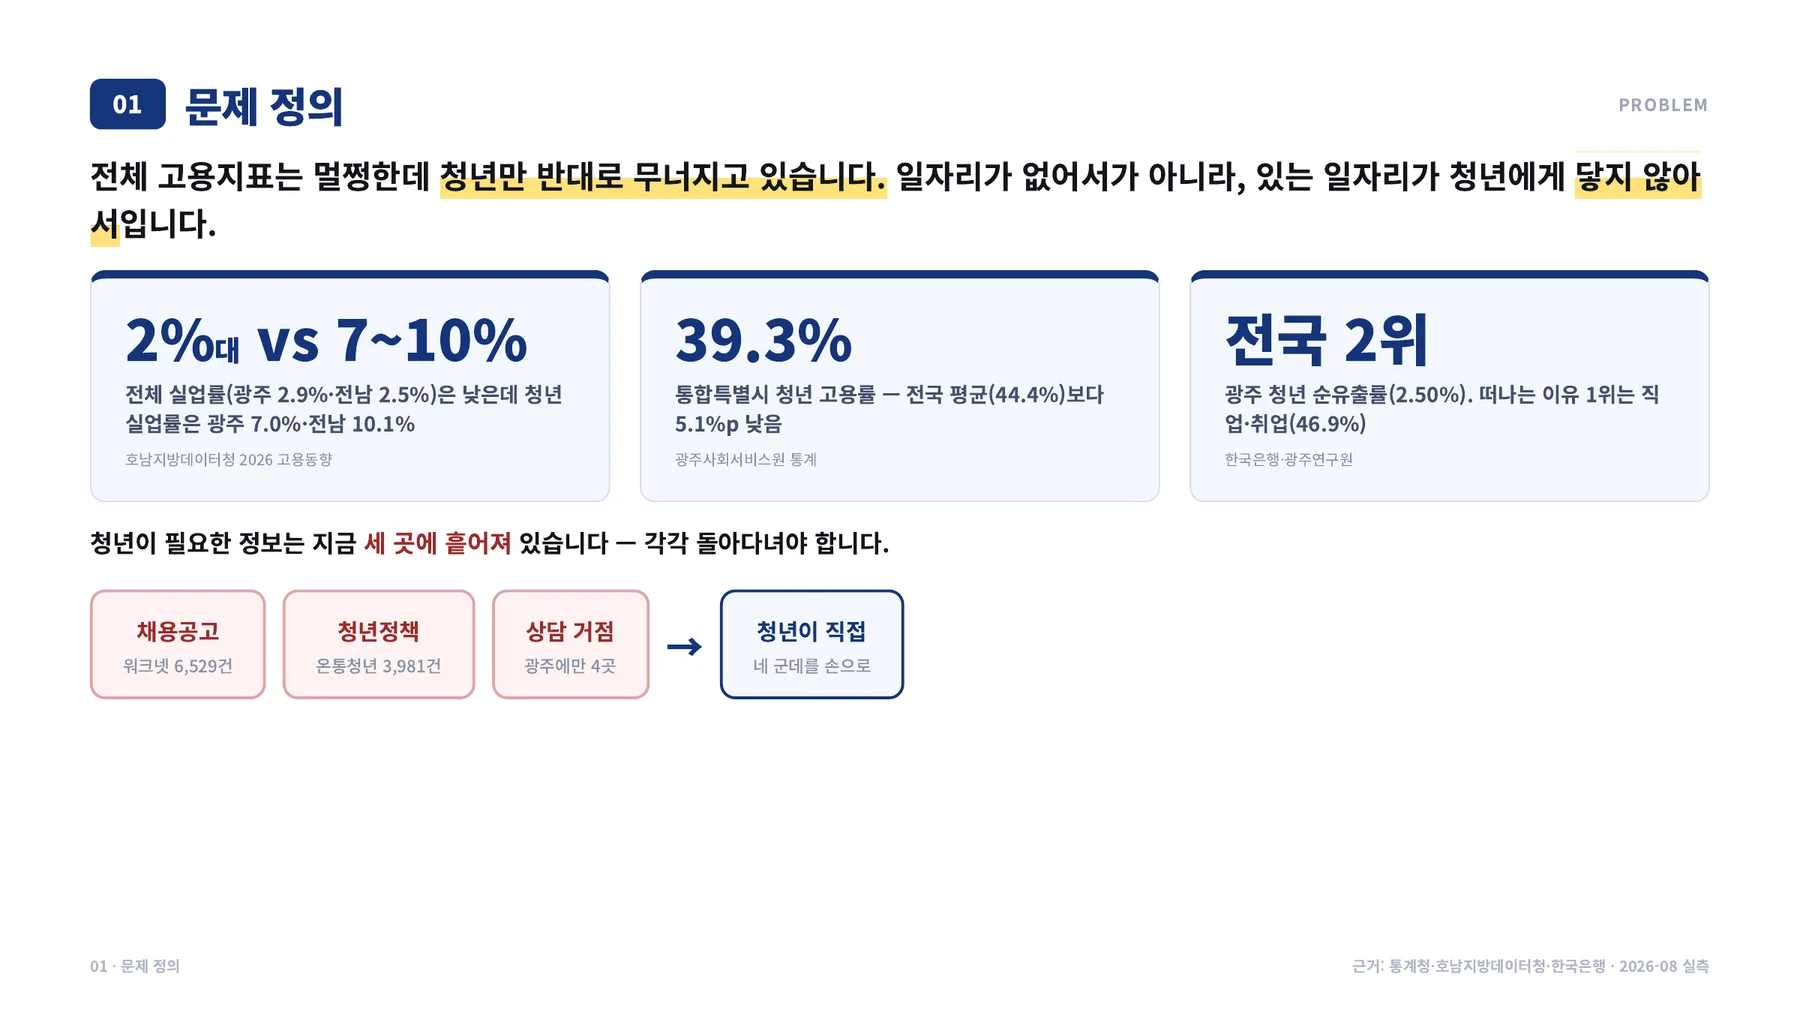 01 문제 정의
PROBLEM
전체 고용지표는 멀쩡한데 청년만 반대로 무너지고 있습니다. 일자리가 없어서가 아니라, 있는 일자리가 청년에게 닿지 않아
서입니다.
2%대 vs 7~10%
전체 실업률(광주 2.9%·전남 2.5%)은 낮은데 청년
실업률은 광주 7.0%·전남 10.1%
호남지방데이터청 2026 고용동향
39.3%
통합특별시 청년 고용률 — 전국 평균(44.4%)보다
5.1%p 낮음
광주사회서비스원 통계
전국 2위
광주 청년 순유출률(2.50%). 떠나는 이유 1위는 직
업·취업(46.9%)
한국은행·광주연구원
청년이 필요한 정보는 지금 세 곳에 흩어져 있습니다 — 각각 돌아다녀야 합니다.
채용공고
워크넷 6,529건
청년정책
온통청년 3,981건
상담 거점
광주에만 4곳
→
청년이 직접
네 군데를 손으로
01 · 문제 정의
근거: 통계청·호남지방데이터청·한국은행 · 2026-08 실측